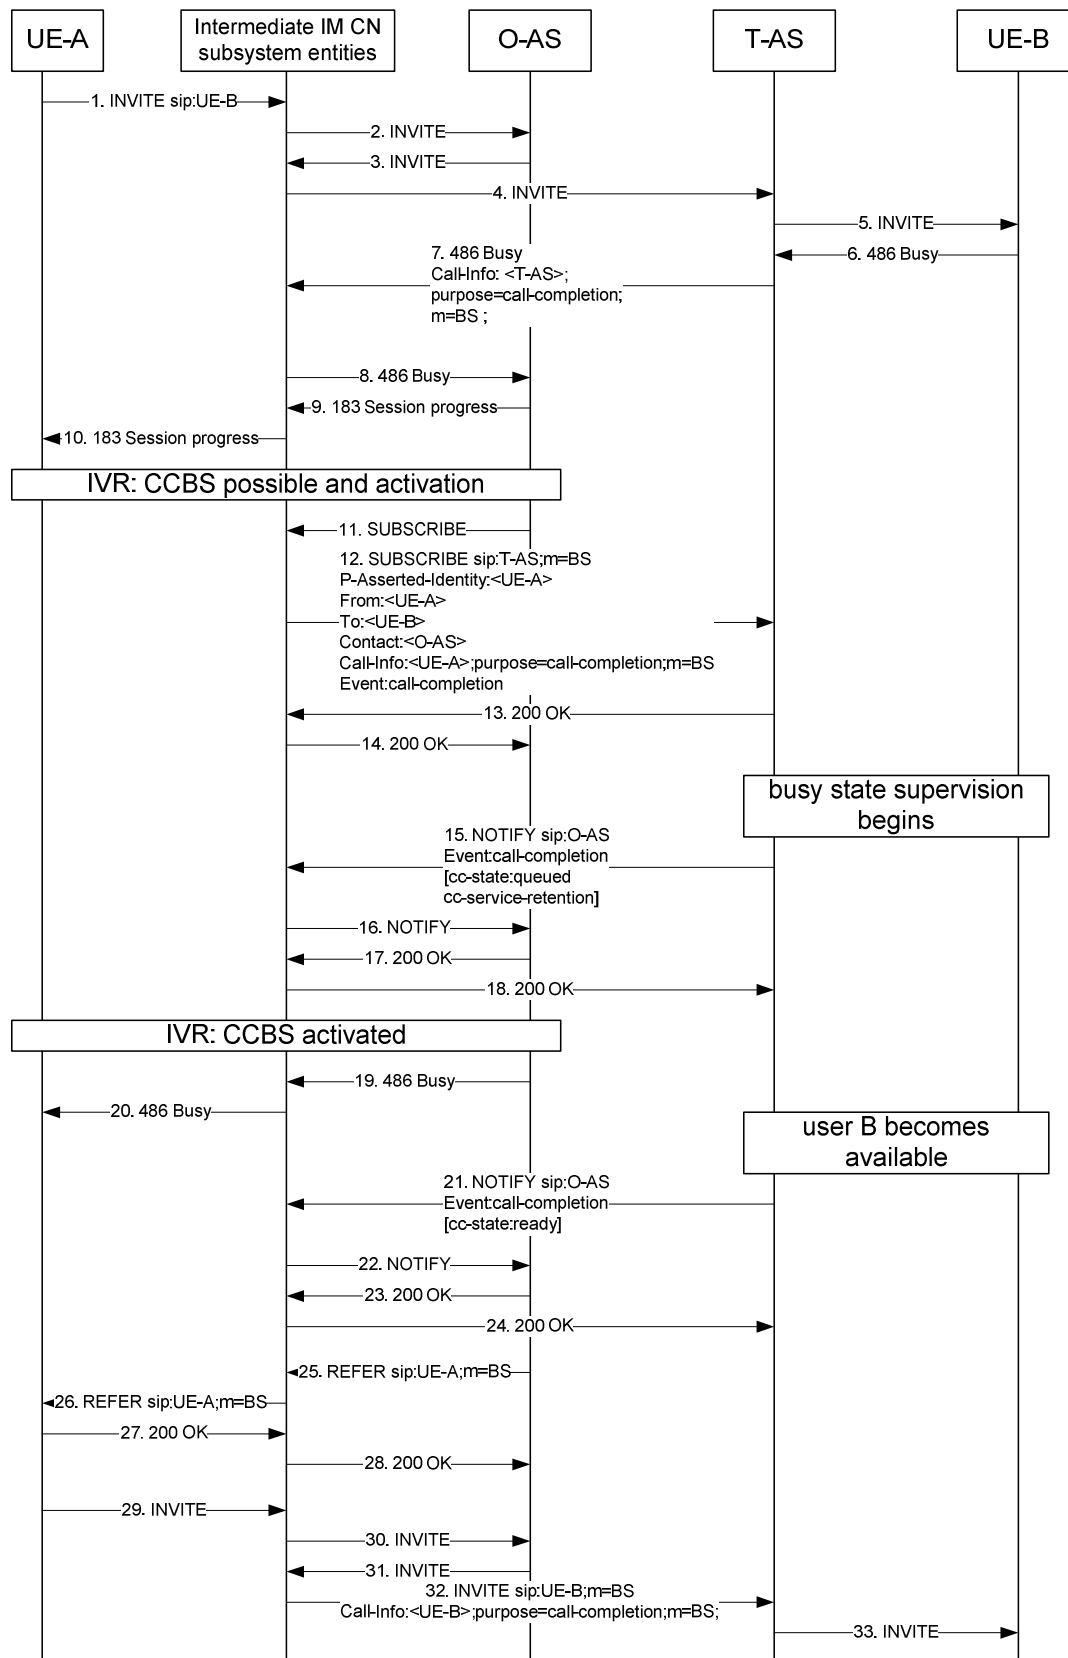 UE-A
Intermediate IM CN
subsystem entities
O-AS
T-AS
UE-B
1. INVITE sip:UE-B
2. INVITE
3. INVITE
4. INVITE
5. INVITE
6. 486 Busy
7. 486 Busy
Call-Info: <T-AS>;
purpose=call-completion;
m=BS ;
8. 486 Busy
9. 183 Session progress
10. 183 Session progress
IVR: CCBS possible and activation
11. SUBSCRIBE
12. SUBSCRIBE sip:T-AS;m=BS
P-Asserted-Identity:<UE-A>
From:<UE-A>
To:<UE-B>
Contact:<O-AS>
Call-Info:<UE-A>;purpose=call-completion;m=BS
Event:call-completion
13. 200 OK
14. 200 OK
busy state supervision
begins
15. NOTIFY sip:O-AS
Event:call-completion
[cc-state:queued
cc-service-retention]
16. NOTIFY
17. 200 OK
18. 200 OK
IVR: CCBS activated
19. 486 Busy
20. 486 Busy
user B becomes
available
21. NOTIFY sip:O-AS
Event:call-completion
[cc-state:ready]
22. NOTIFY
23. 200 OK
24. 200 OK
25. REFER sip:UE-A;m=BS
26. REFER sip:UE-A;m=BS
27. 200 OK
28. 200 OK
29. INVITE
30. INVITE
31. INVITE
32. INVITE sip:UE-B;m=BS
Call-Info:<UE-B>;purpose=call-completion;m=BS;
33. INVITE